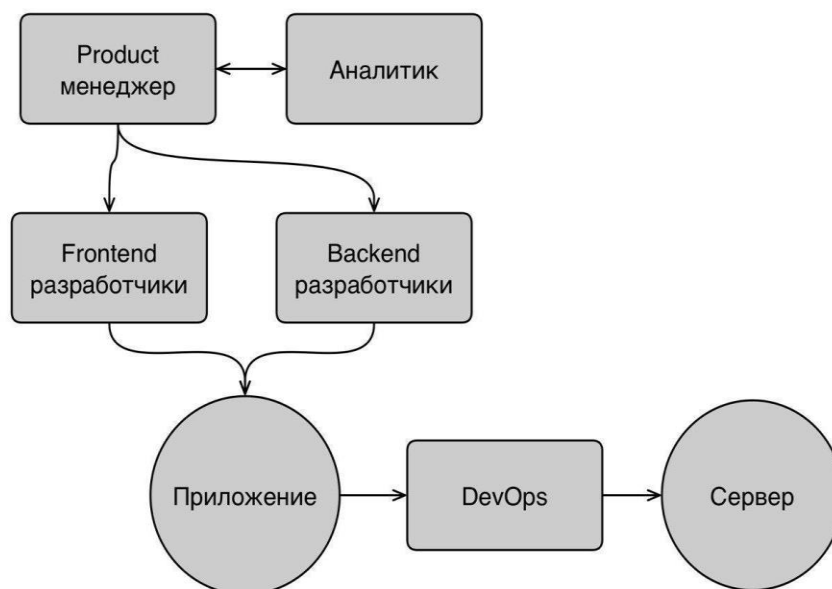 Product
менеджер
Аналитик
Frontend
разработчики
Backend
разработчики
Приложение
DevOps
Сервер